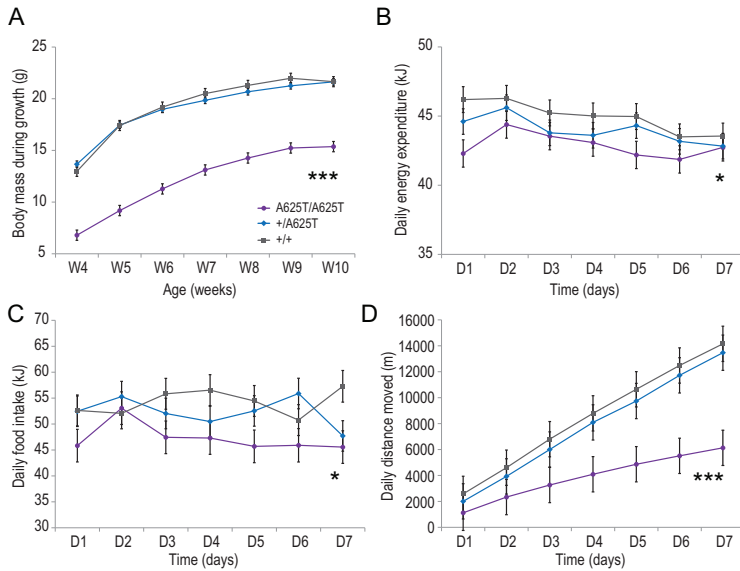 A
Body mass during growth (g)
25
20
15
10
5
***
A625T/A625T
+/A625T
+/+
W4 W5 W6 W7 W8 W9 W10
Age (weeks)
B
Daily energy expenditure (kJ)
50
45
40
35
*
D1 D2 D3 D4 D5 D6 D7
Time (days)
C
Daily food intake (kJ)
70
65
60
55
50
45
40
35
30
*
D1 D2 D3 D4 D5 D6 D7
Time (days)
D
Daily distance moved (m)
16000
14000
12000
10000
8000
6000
4000
2000
0
***
D1 D2 D3 D4 D5 D6 D7
Time (days)